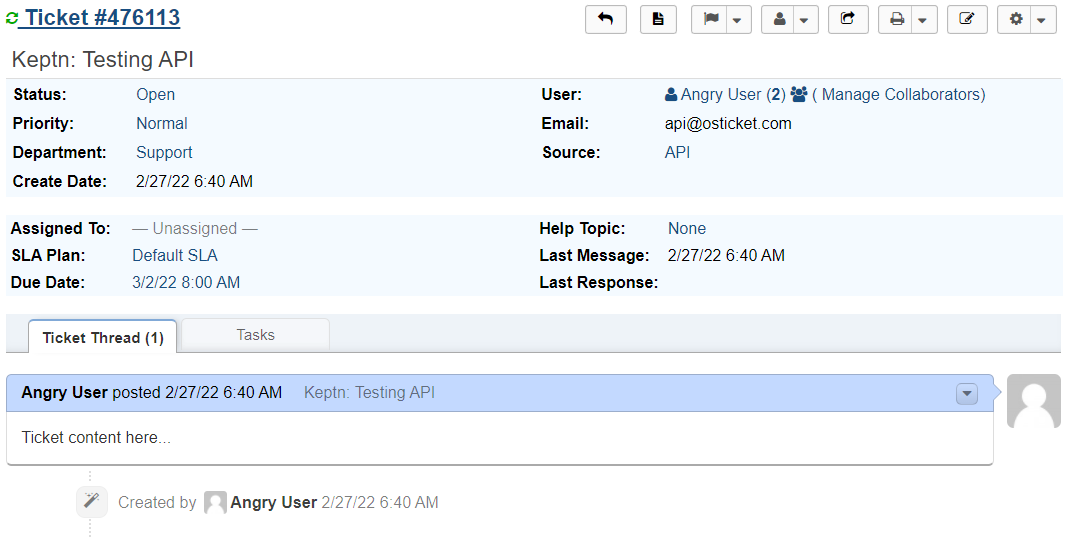 Ticket #476113
Keptn: Testing API
Status: Open User: Angry User (2) ( Manage Collaborators)
Priority: Normal Email: api@osticket.com
Department: Support Source: API
Create Date: 2/27/22 6:40 AM
Assigned To: — Unassigned — Help Topic: None
SLA Plan: Default SLA Last Message: 2/27/22 6:40 AM
Due Date: 3/2/22 8:00 AM Last Response:
Ticket Thread (1) Tasks
Angry User posted 2/27/22 6:40 AM Keptn: Testing API
Ticket content here...
Created by Angry User 2/27/22 6:40 AM